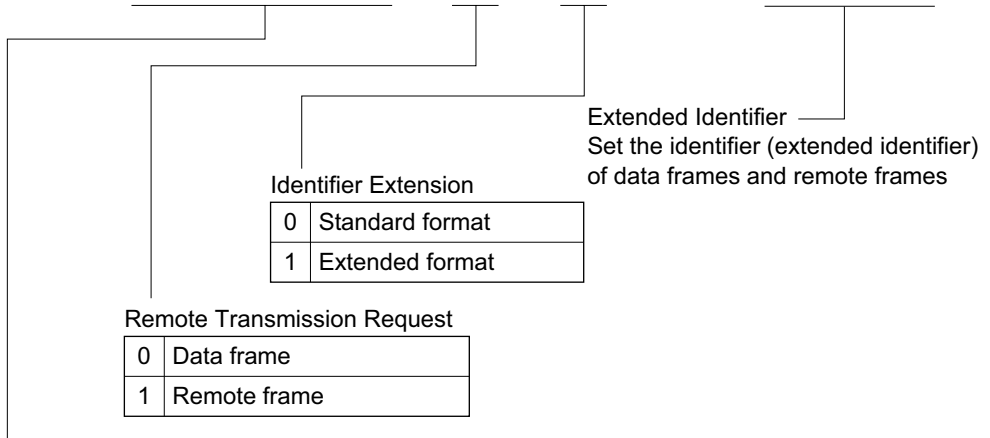 Extended Identifier
Set the identifier (extended identifier)
of data frames and remote frames
Identifier Extension
0 Standard format
1 Extended format
Remote Transmission Request
0 Data frame
1 Remote frame